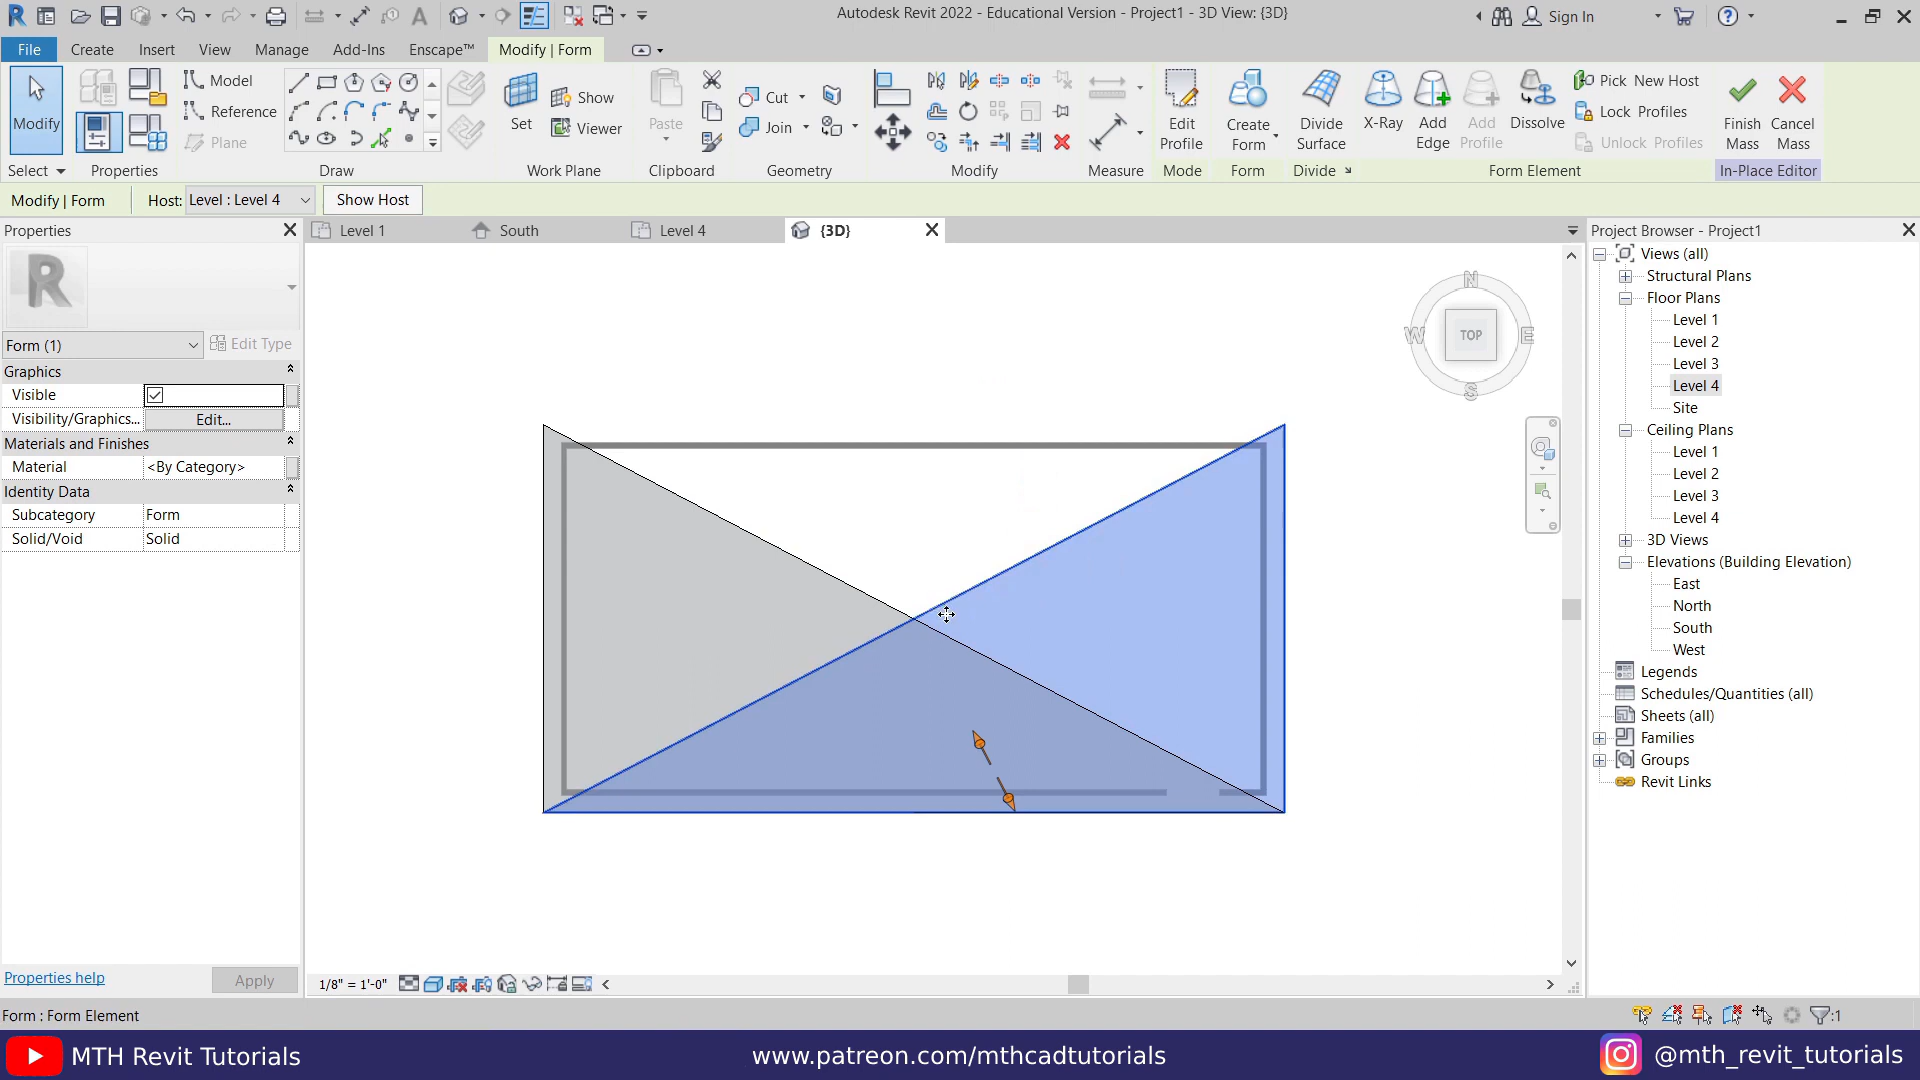 Autodesk Revit 2022 - Educational Version - Project1 - 3D View: {3D}
Sign In
File
Create
Insert
View
Manage
Add-Ins
Enscape™
Modify | Form
Modify
Model
Reference
Plane
Set
Show
Viewer
Paste
Cut
Join
Edit
Profile
Create
Form
Divide
Surface
X-Ray
Add
Edge
Add
Profile
Dissolve
Pick New Host
Lock Profiles
Unlock Profiles
Finish
Mass
Cancel
Mass
Select
Properties
Draw
Work Plane
Clipboard
Geometry
Modify
Measure
Mode
Form
Divide
Form Element
In-Place Editor
Modify | Form
Host:
Level : Level 4
Show Host
Properties
Level 1
South
Level 4
{3D}
Project Browser - Project1
R
Form (1)
Edit Type
Graphics
Visible
Visibility/Graphics...
Edit...
Materials and Finishes
Material
<By Category>
Identity Data
Subcategory
Form
Solid/Void
Solid
N
W
TOP
E
S
Views (all)
Structural Plans
Floor Plans
Level 1
Level 2
Level 3
Level 4
Site
Ceiling Plans
Level 1
Level 2
Level 3
Level 4
3D Views
Elevations (Building Elevation)
East
North
South
West
Legends
Schedules/Quantities (all)
Sheets (all)
Families
Groups
Revit Links
Properties help
Apply
1/8" = 1'-0"
Form : Form Element
:1
MTH Revit Tutorials
www.patreon.com/mthcadtutorials
@mth_revit_tutorials